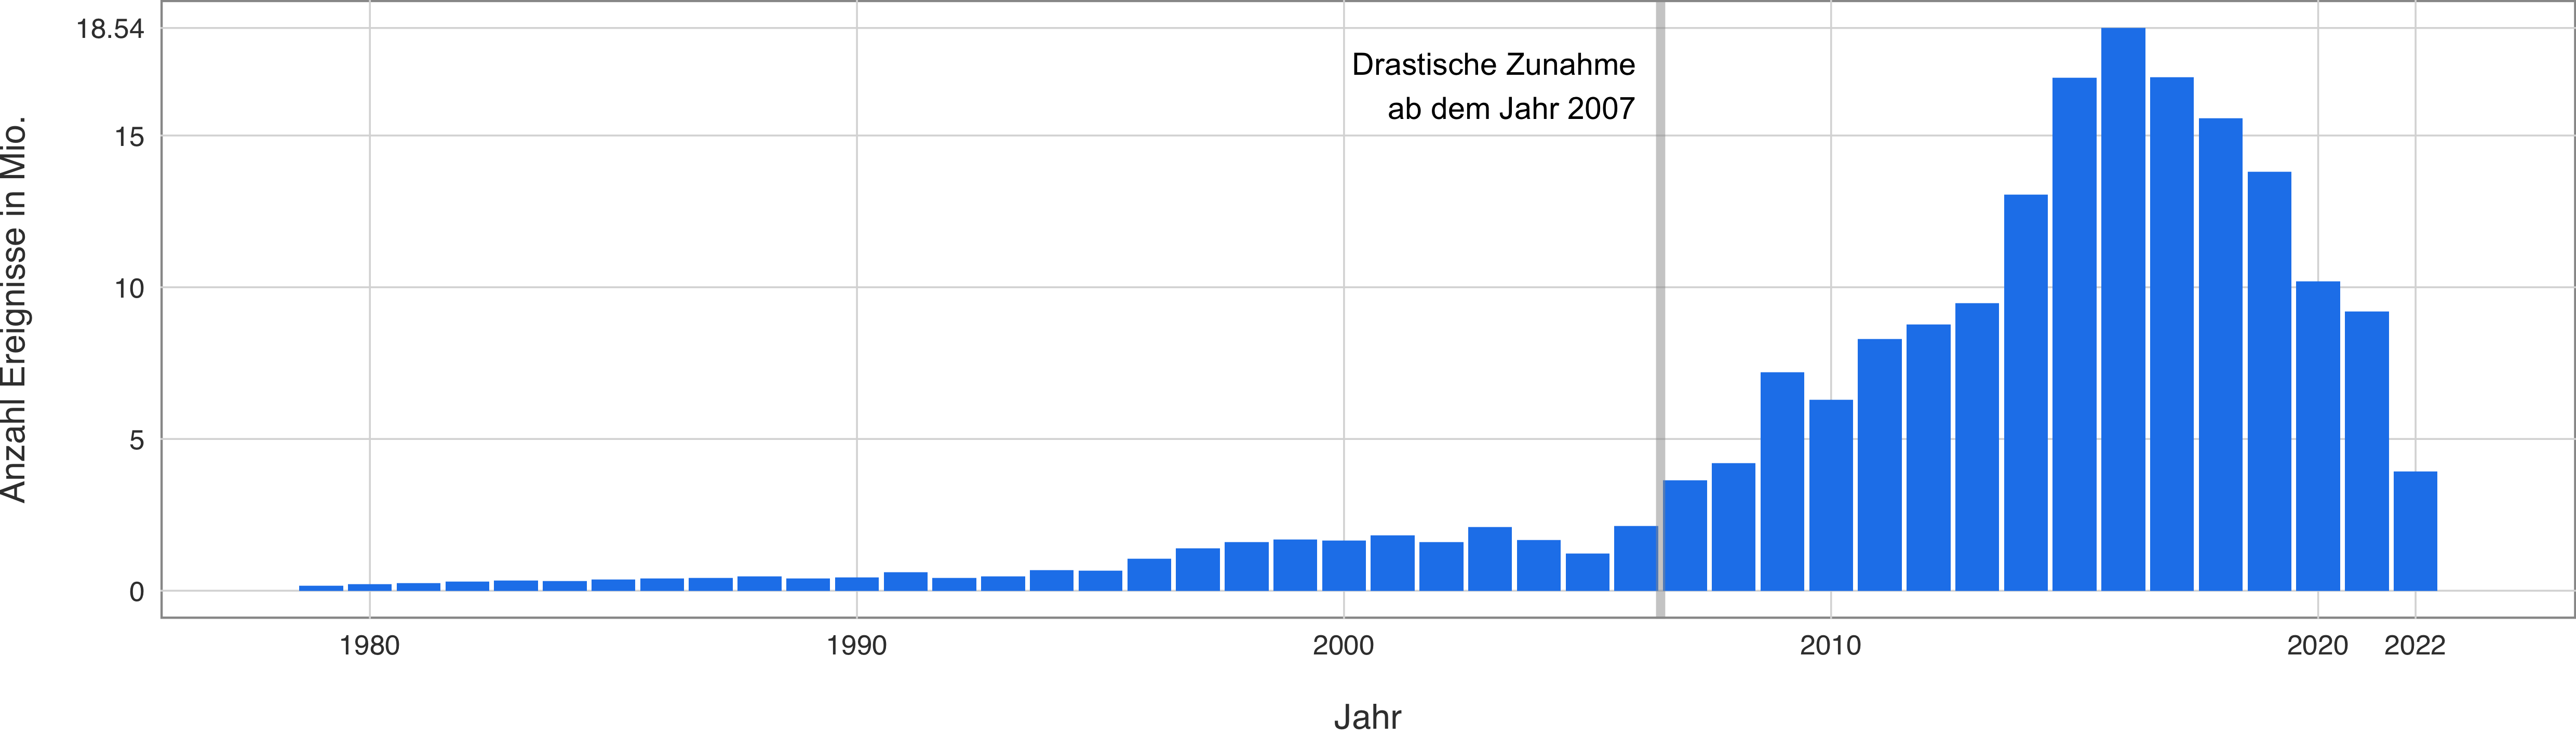 18.54
Drastische Zunahme
ab dem Jahr 2007
15
10
5
0
Anzahl Ereignisse in Mio.
1980 1990 2000 2010 2020 2022
Jahr